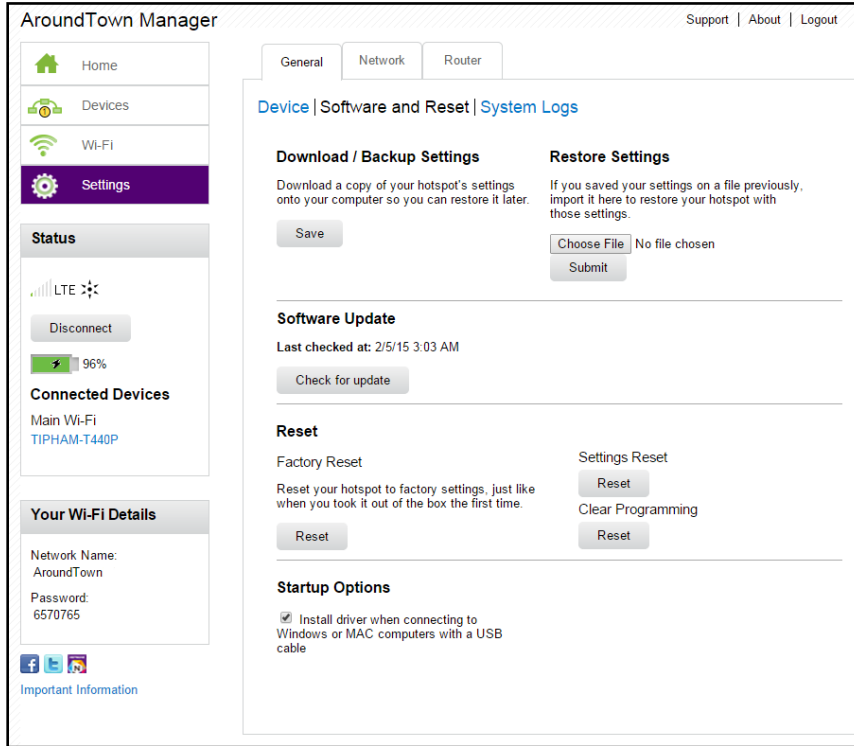 AroundTown Manager
Support | About | Logout
Home
Devices
1
Wi-Fi
Settings
Status
LTE
Disconnect
96%
Connected Devices
Main Wi-Fi
TIPHAM-T440P
Your Wi-Fi Details
Network Name:
AroundTown
Password:
6570765
f
t
N
Important Information
General
Network
Router
Device | Software and Reset | System Logs
Download / Backup Settings
Download a copy of your hotspot's settings
onto your computer so you can restore it later.
Save
Restore Settings
If you saved your settings on a file previously,
import it here to restore your hotspot with
those settings.
Choose File No file chosen
Submit
Software Update
Last checked at: 2/5/15 3:03 AM
Check for update
Reset
Factory Reset
Reset your hotspot to factory settings, just like
when you took it out of the box the first time.
Reset
Settings Reset
Reset
Clear Programming
Reset
Startup Options
Install driver when connecting to
Windows or MAC computers with a USB
cable